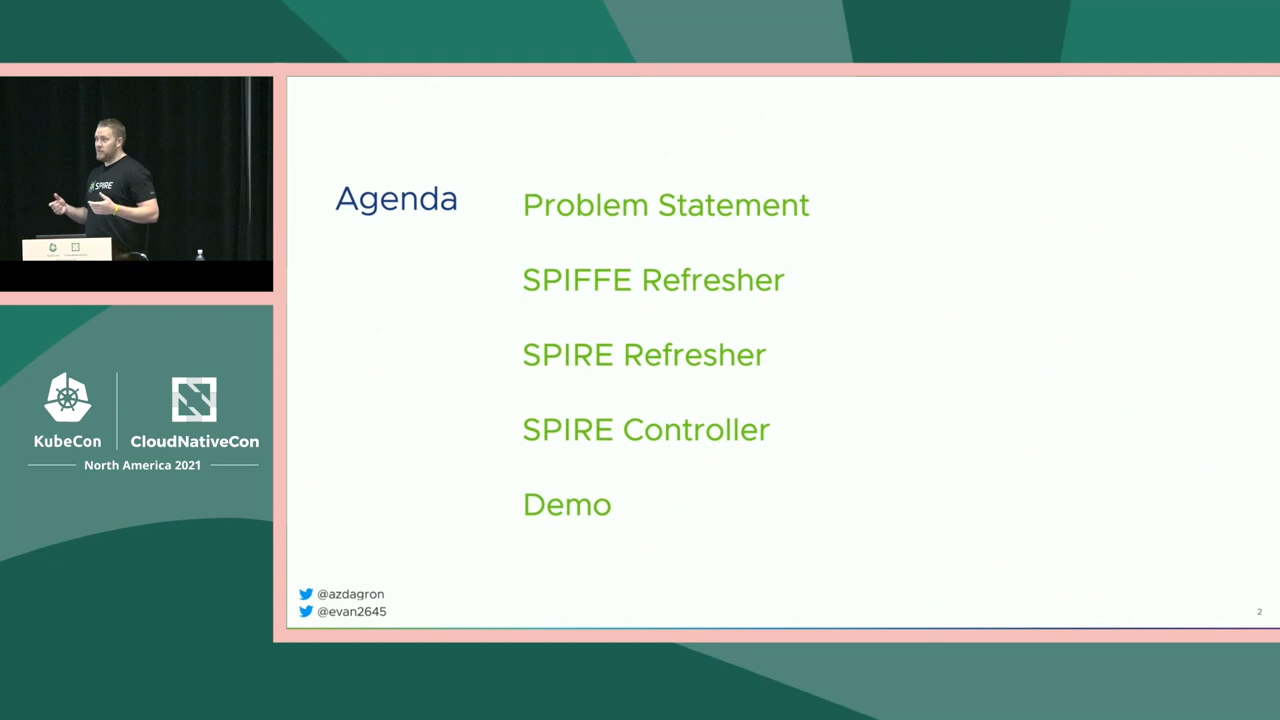 SPIRE
KubeCon
CloudNativeCon
North America 2021
Agenda
Problem Statement
SPIFFE Refresher
SPIRE Refresher
SPIRE Controller
Demo
@azdagron
@evan2645
2